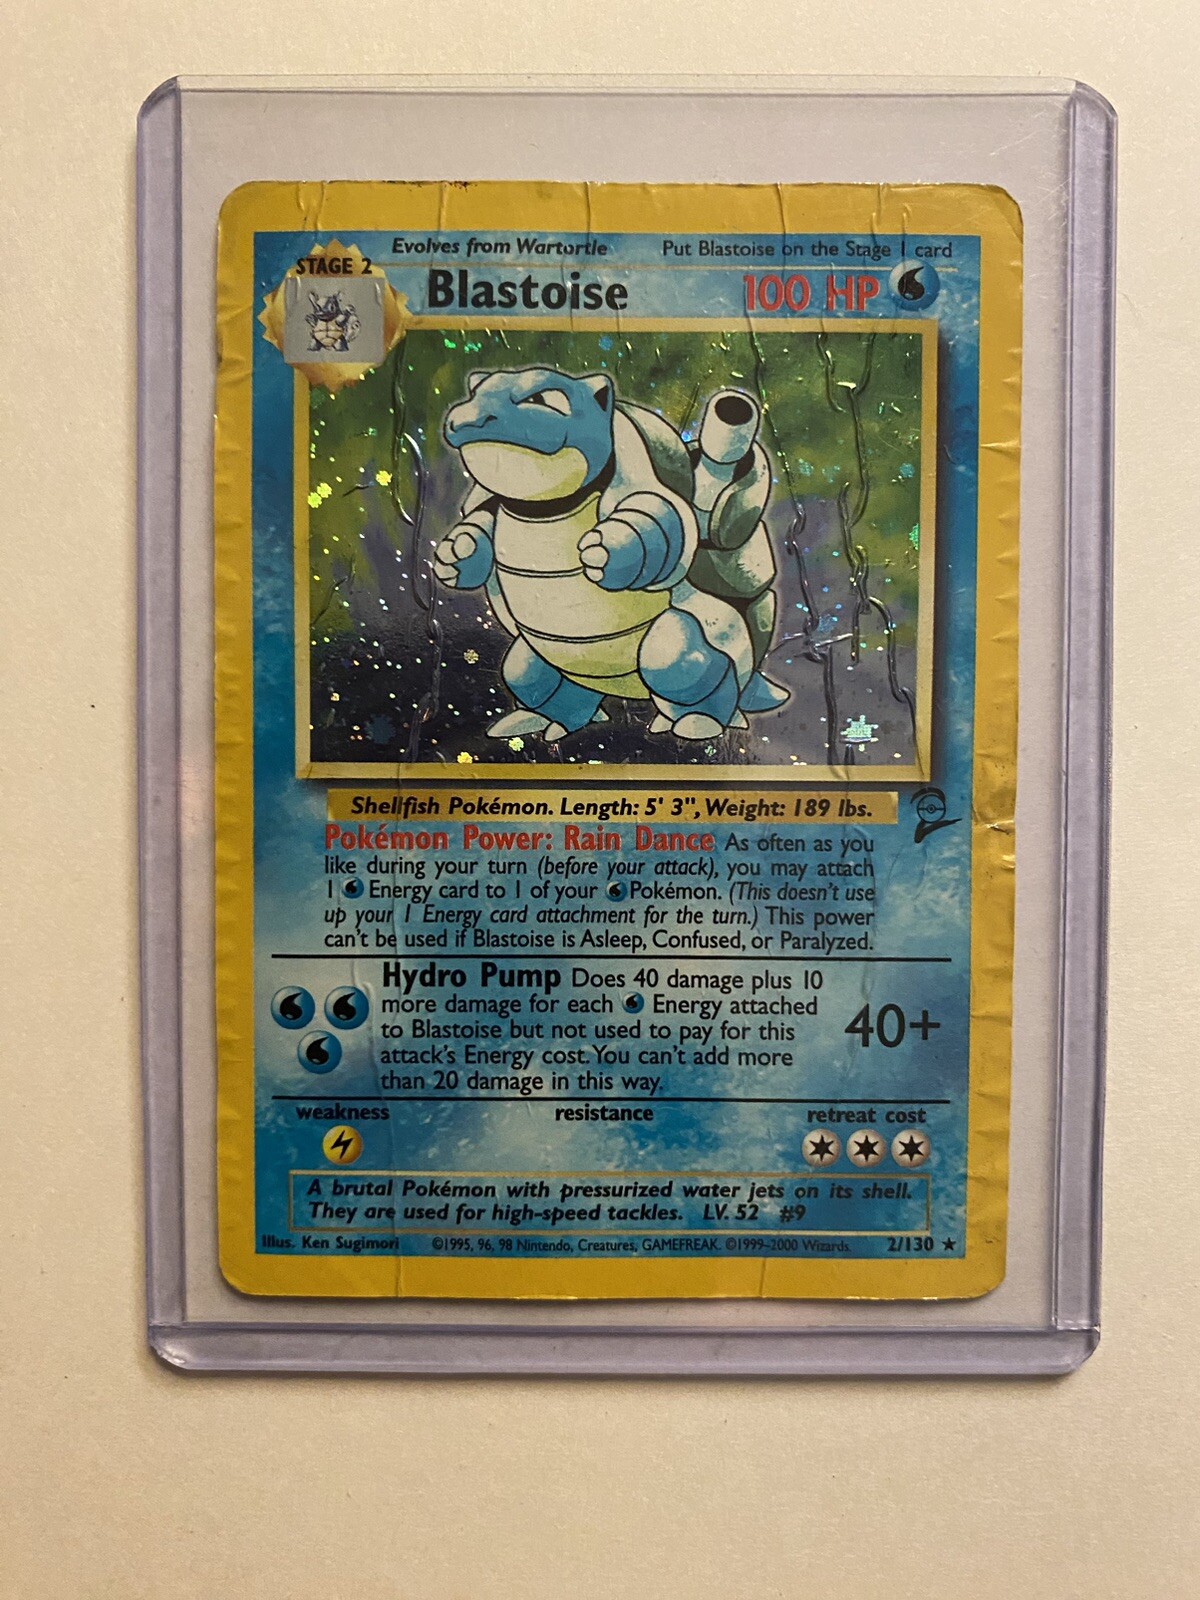 Evolves from Wartortle Put Blastoise on the Stage 1 card
STAGE 2
Blastoise 100 HP
Shellfish Pokémon. Length: 5' 3", Weight: 189 lbs.
Pokémon Power: Rain Dance As often as you
like during your turn (before your attack), you may attach
1 Energy card to 1 of your Pokémon. (This doesn't use
up your 1 Energy card attachment for the turn.) This power
can't be used if Blastoise is Asleep, Confused, or Paralyzed.
Hydro Pump Does 40 damage plus 10
more damage for each Energy attached
to Blastoise but not used to pay for this
attack's Energy cost. You can't add more
than 20 damage in this way.
40+
weakness resistance retreat cost
A brutal Pokémon with pressurized water jets on its shell.
They are used for high-speed tackles. LV. 52 #9
Illus. Ken Sugimori ©1995, 96, 98 Nintendo, Creatures, GAMEFREAK. ©1999-2000 Wizards. 2/130 ★